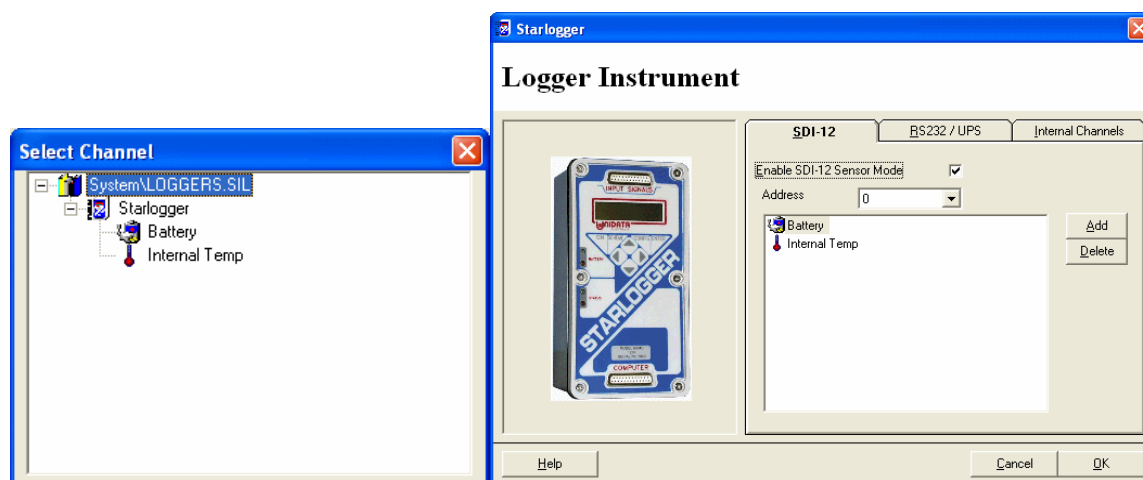 Select Channel
System\LOGGERS.SIL
Starlogger
Battery
Internal Temp
Starlogger
Logger Instrument
INPUT SIGNALS
UNIDATA
STARLOGGER
COMPUTER
SDI-12
RS232 / UPS
Internal Channels
Enable SDI-12 Sensor Mode
Address
0
Battery
Internal Temp
Add
Delete
Help
Cancel
OK